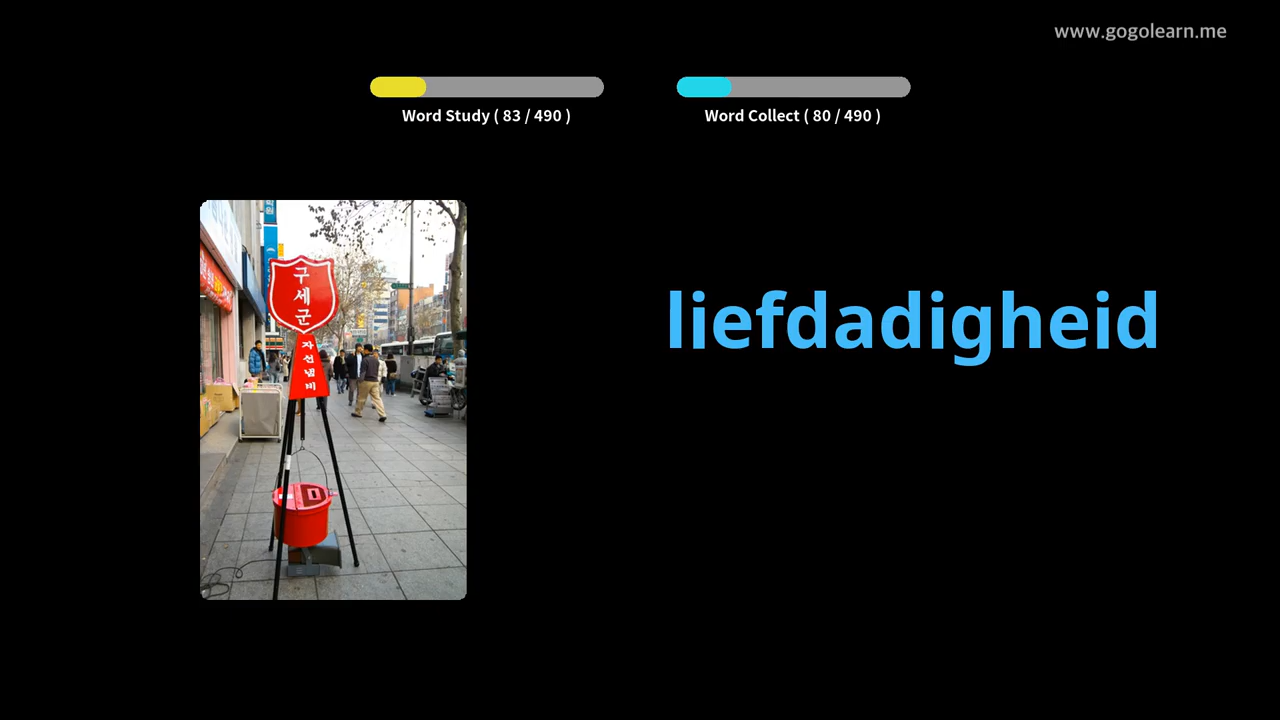 www.gogolearn.me
Word Study ( 83 / 490 )
Word Collect ( 80 / 490 )
구세군
자선냄비
liefdadigheid